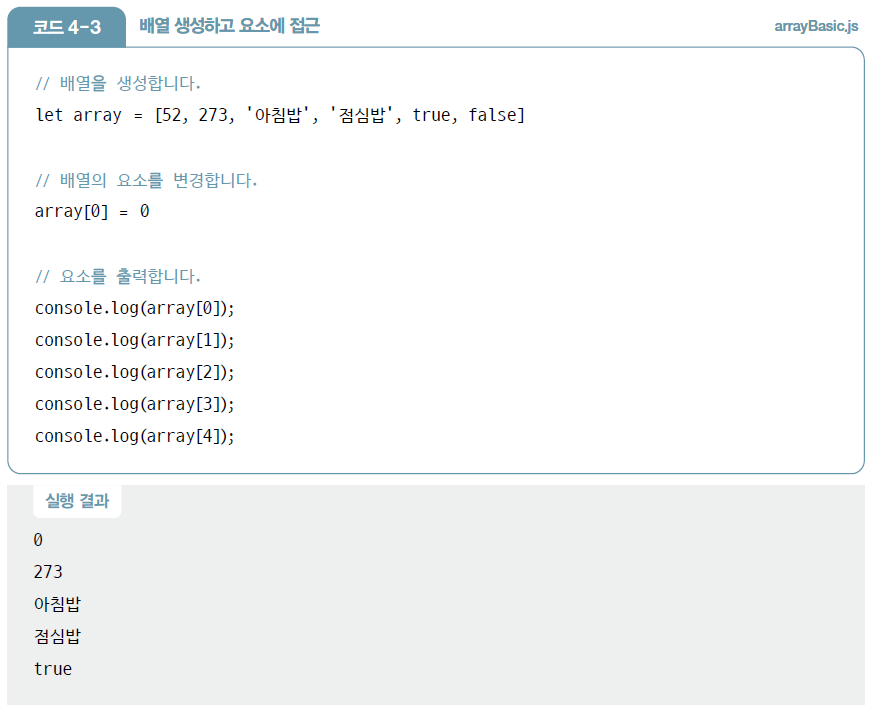 코드 4-3 배열 생성하고 요소에 접근 arrayBasic.js
// 배열을 생성합니다.
let array = [52, 273, '아침밥', '점심밥', true, false]
// 배열의 요소를 변경합니다.
array[0] = 0
// 요소를 출력합니다.
console.log(array[0]);
console.log(array[1]);
console.log(array[2]);
console.log(array[3]);
console.log(array[4]);
실행 결과
0
273
아침밥
점심밥
true